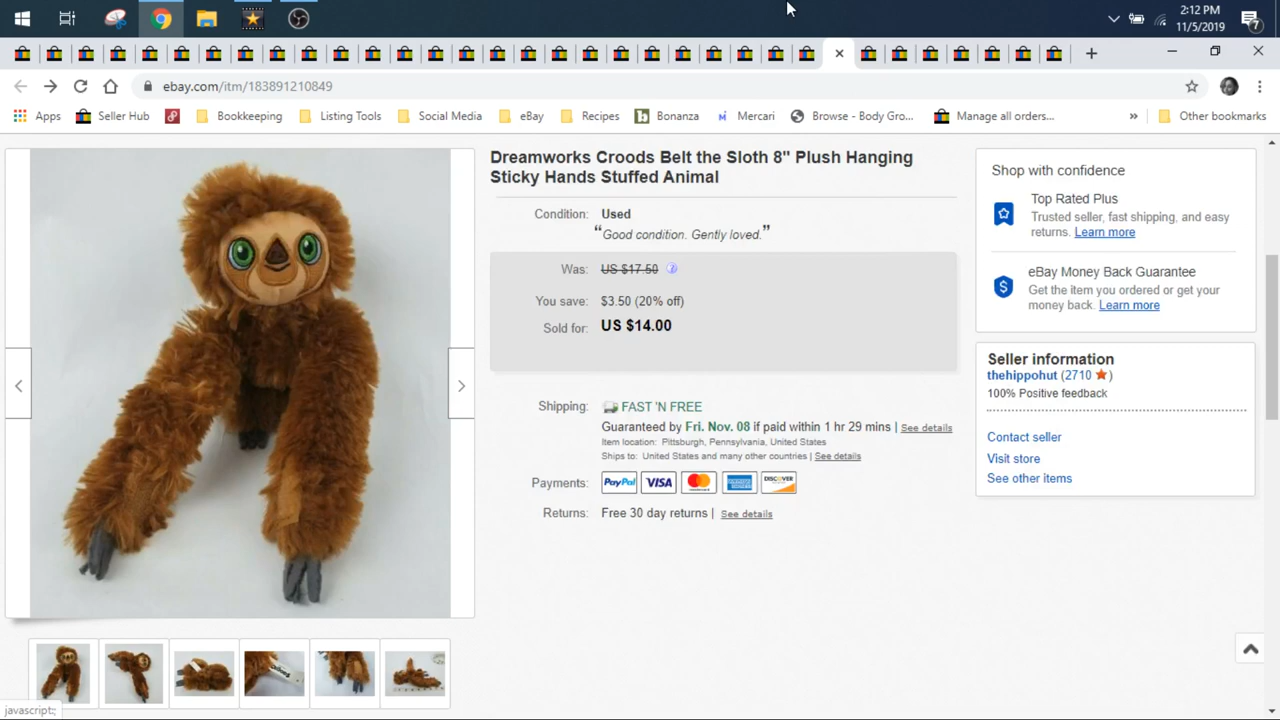 2:12 PM
11/5/2019
7
ebay.com/itm/183891210849
Apps
Seller Hub
Bookkeeping
Listing Tools
Social Media
eBay
Recipes
Bonanza
Mercari
Browse - Body Gro...
Manage all orders...
»
Other bookmarks
Dreamworks Croods Belt the Sloth 8" Plush Hanging
Sticky Hands Stuffed Animal
Condition: Used
“Good condition. Gently loved.”
Was: US $17.50
You save: $3.50 (20% off)
Sold for: US $14.00
Shipping: FAST 'N FREE
Guaranteed by Fri. Nov. 08 if paid within 1 hr 29 mins | See details
Item location: Pittsburgh, Pennsylvania, United States
Ships to: United States and many other countries | See details
Payments: PayPal VISA MasterCard AMERICAN EXPRESS DISCOVER
Returns: Free 30 day returns | See details
Shop with confidence
Top Rated Plus
Trusted seller, fast shipping, and easy
returns. Learn more
eBay Money Back Guarantee
Get the item you ordered or get your
money back. Learn more
Seller information
thehippohut (2710 ★)
100% Positive feedback
Contact seller
Visit store
See other items
javascript:;